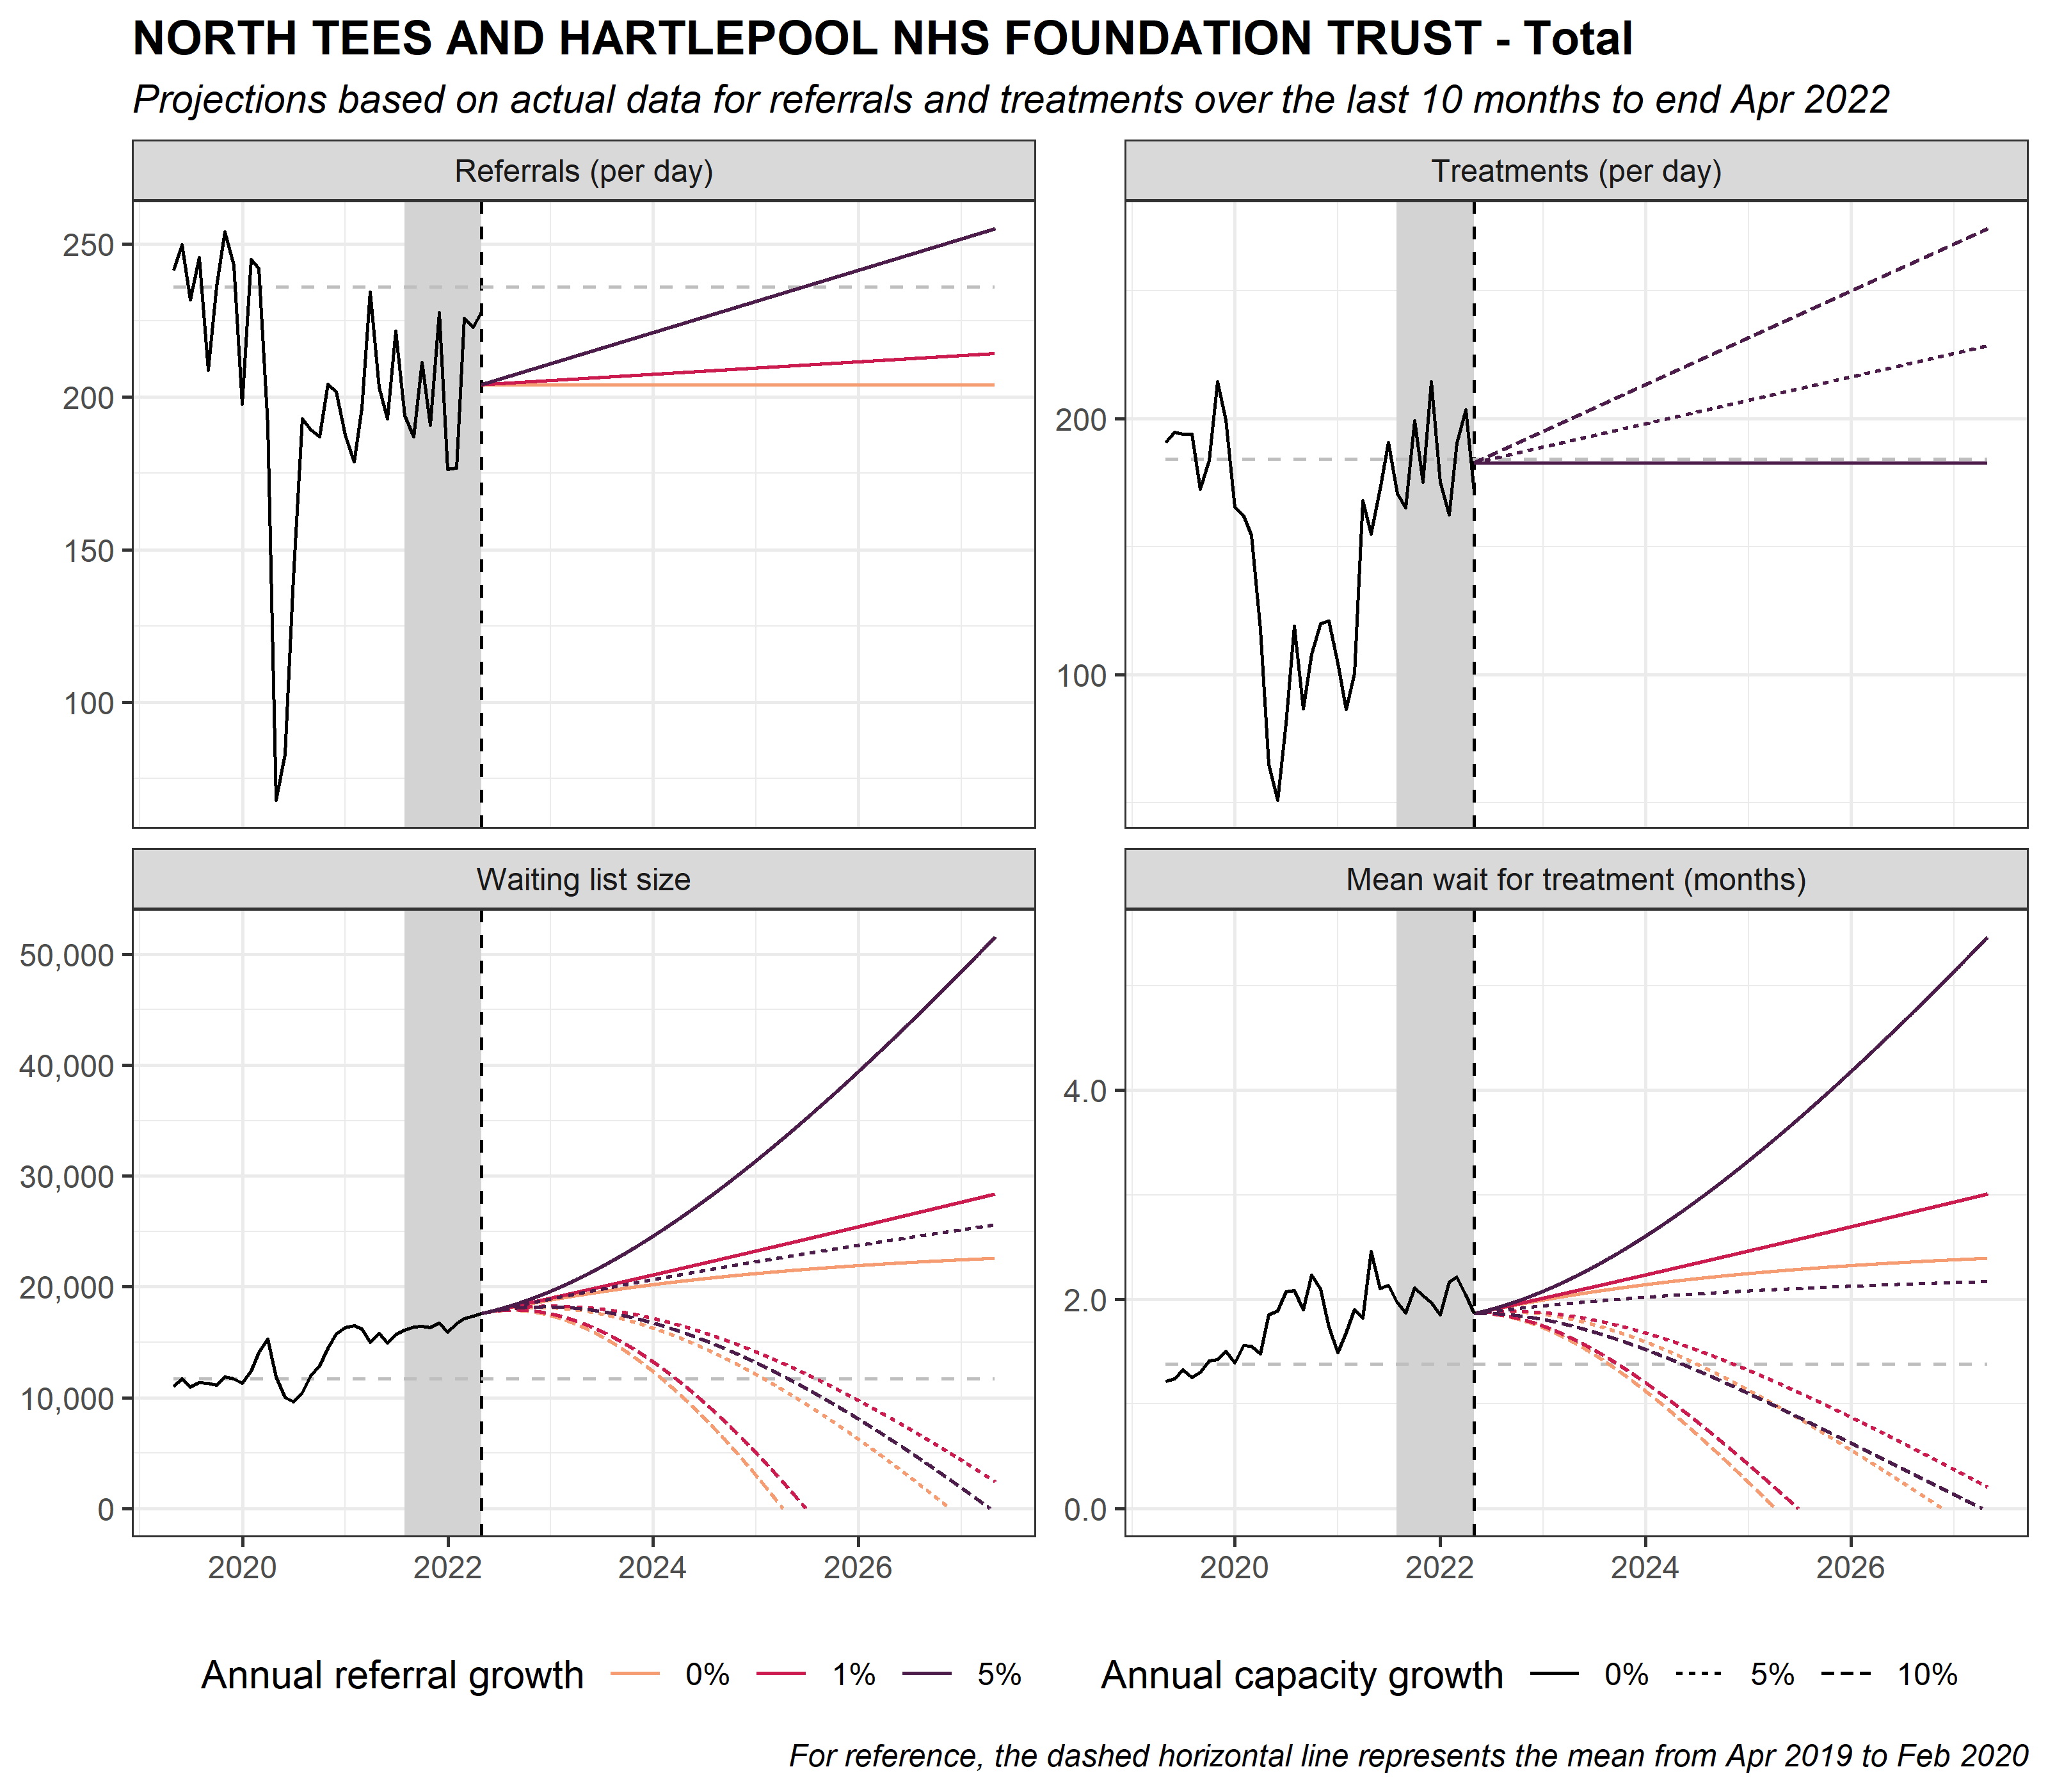 NORTH TEES AND HARTLEPOOL NHS FOUNDATION TRUST - Total
Projections based on actual data for referrals and treatments over the last 10 months to end Apr 2022
Referrals (per day)
250
200
150
100
Treatments (per day)
200
100
Waiting list size
50,000
40,000
30,000
20,000
10,000
0
2020 2022 2024 2026
Mean wait for treatment (months)
4.0
2.0
0.0
2020 2022 2024 2026
Annual referral growth 0% 1% 5%
Annual capacity growth 0% 5% 10%
For reference, the dashed horizontal line represents the mean from Apr 2019 to Feb 2020